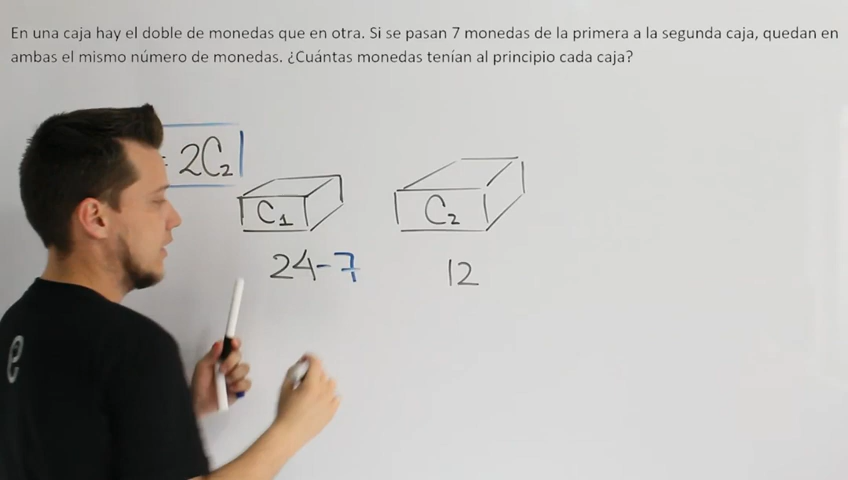 En una caja hay el doble de monedas que en otra. Si se pasan 7 monedas de la primera a la segunda caja, quedan en
ambas el mismo número de monedas. ¿Cuántas monedas tenían al principio cada caja?
= 2C₂
C₁ C₂
24-7 12
e